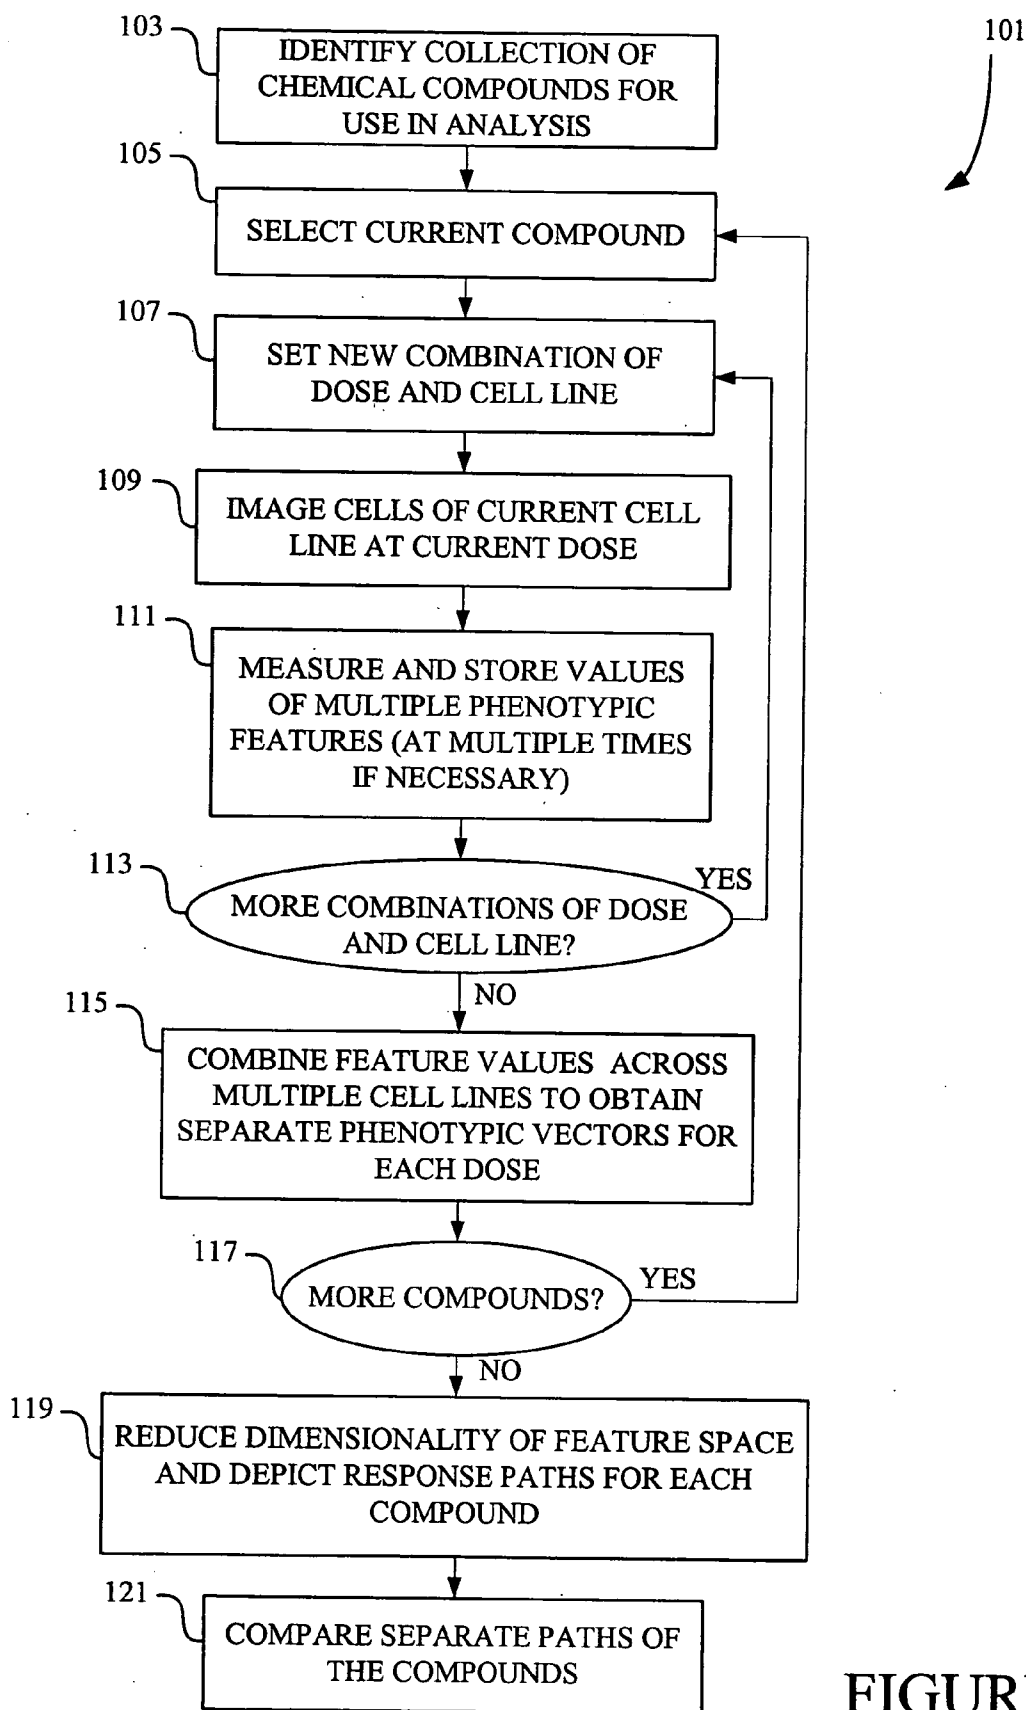 103
101
IDENTIFY COLLECTION OF
CHEMICAL COMPOUNDS FOR
USE IN ANALYSIS
105
SELECT CURRENT COMPOUND
107
SET NEW COMBINATION OF
DOSE AND CELL LINE
109
IMAGE CELLS OF CURRENT CELL
LINE AT CURRENT DOSE
111
MEASURE AND STORE VALUES
OF MULTIPLE PHENOTYPIC
FEATURES (AT MULTIPLE TIMES
IF NECESSARY)
113
YES
MORE COMBINATIONS OF DOSE
AND CELL LINE?
NO
115
COMBINE FEATURE VALUES ACROSS
MULTIPLE CELL LINES TO OBTAIN
SEPARATE PHENOTYPIC VECTORS FOR
EACH DOSE
117
YES
MORE COMPOUNDS?
NO
119
REDUCE DIMENSIONALITY OF FEATURE SPACE
AND DEPICT RESPONSE PATHS FOR EACH
COMPOUND
121
COMPARE SEPARATE PATHS OF
THE COMPOUNDS